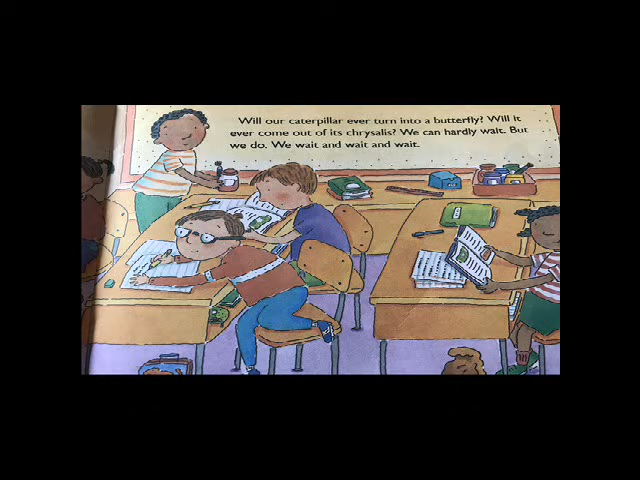 Will our caterpillar ever turn into a butterfly? Will it
ever come out of its chrysalis? We can hardly wait. But
we do. We wait and wait and wait.